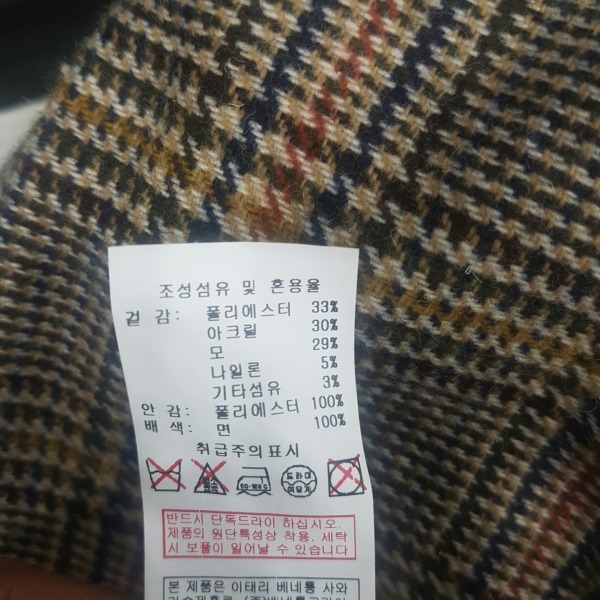 조성섬유 및 혼용율
겉 감: 폴리에스터 33%
아크릴 30%
모 29%
나일론 5%
기타섬유 3%
안 감: 폴리에스터 100%
배 색: 면 100%
취급주의표시
드라이
반드시 단독드라이 하십시오.
제품의 원단특성상 착용, 세탁
시 보풀이 일어날 수 있습니다
본 제품은 이태리 베네통 사와